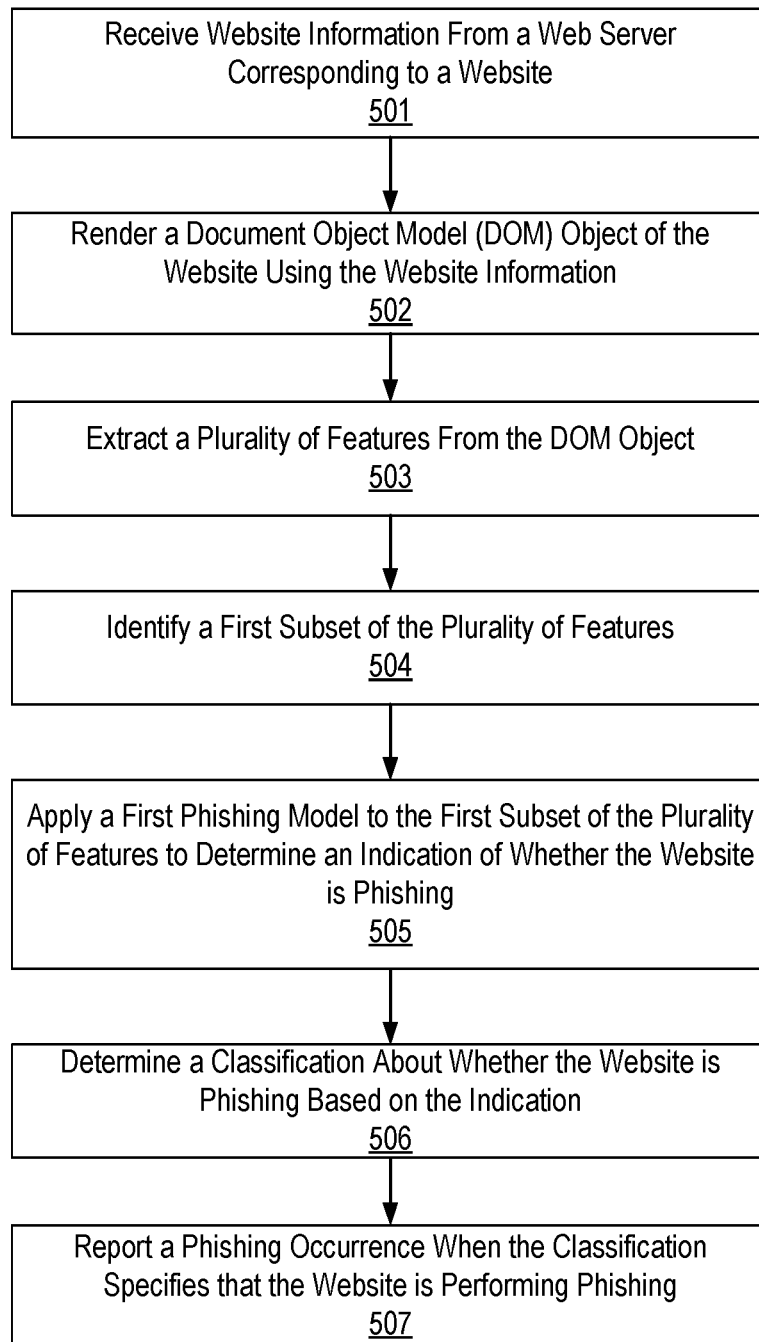 Receive Website Information From a Web Server
Corresponding to a Website
501
Render a Document Object Model (DOM) Object of the
Website Using the Website Information
502
Extract a Plurality of Features From the DOM Object
503
Identify a First Subset of the Plurality of Features
504
Apply a First Phishing Model to the First Subset of the Plurality
of Features to Determine an Indication of Whether the Website
is Phishing
505
Determine a Classification About Whether the Website is
Phishing Based on the Indication
506
Report a Phishing Occurrence When the Classification
Specifies that the Website is Performing Phishing
507